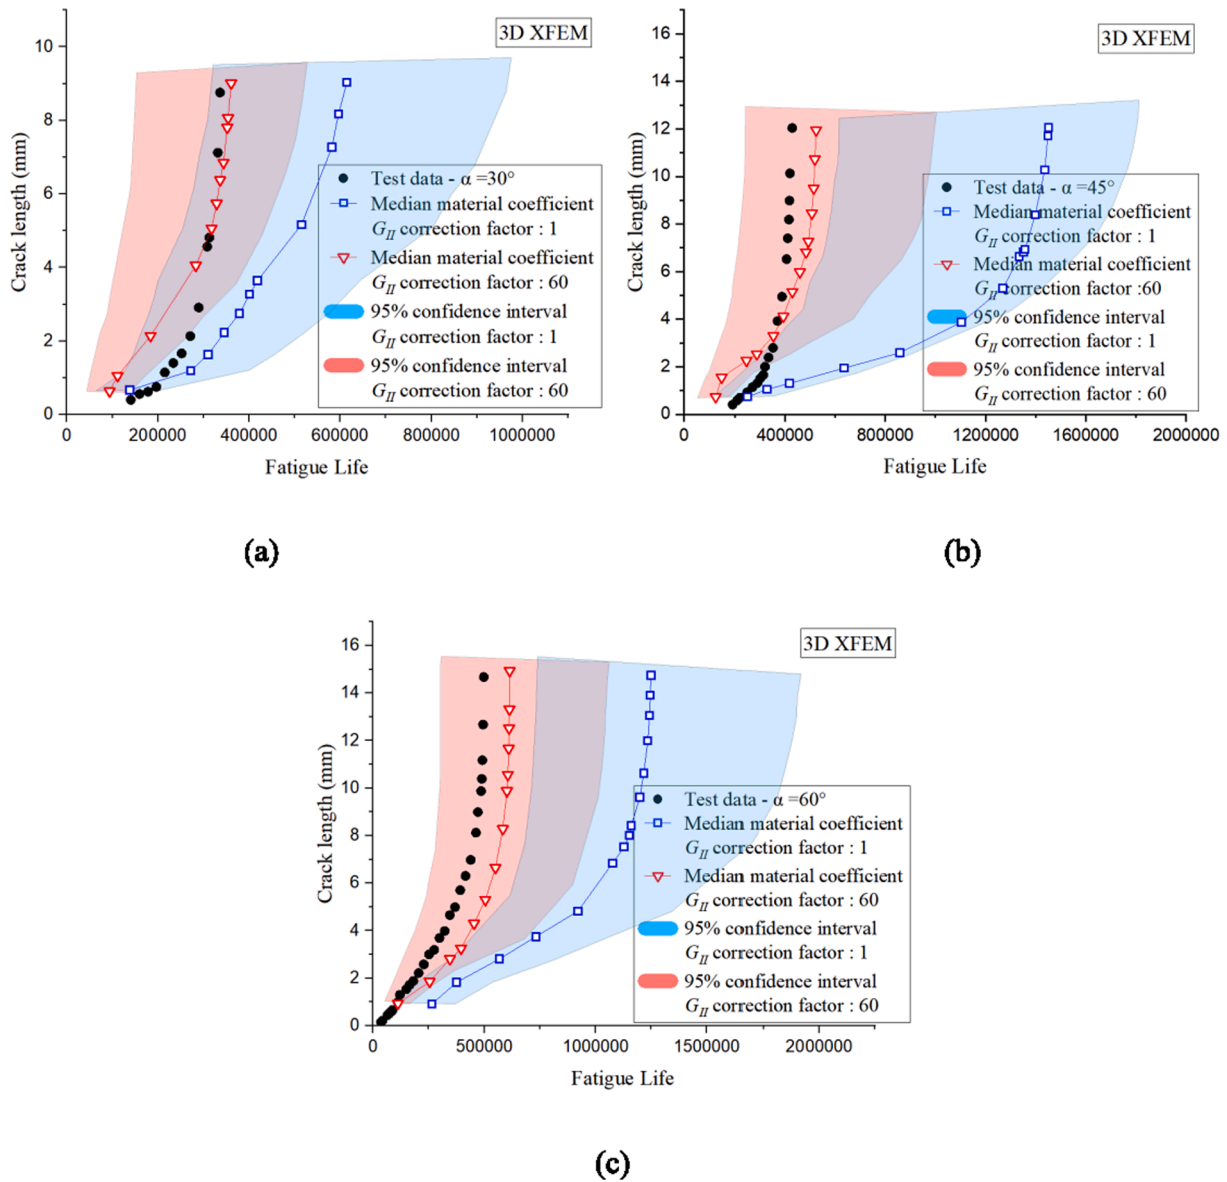 3D XFEM
Crack length (mm)
10
8
6
4
2
0
Test data - α =30°
Median material coefficient
G_II correction factor : 1
Median material coefficient
G_II correction factor : 60
95% confidence interval
G_II correction factor : 1
95% confidence interval
G_II correction factor : 60
0 200000 400000 600000 800000 1000000
Fatigue Life
(a)
3D XFEM
Crack length (mm)
16
14
12
10
8
6
4
2
0
Test data - α =45°
Median material coefficient
G_II correction factor : 1
Median material coefficient
G_II correction factor :60
95% confidence interval
G_II correction factor : 1
95% confidence interval
G_II correction factor : 60
0 400000 800000 1200000 1600000 2000000
Fatigue Life
(b)
3D XFEM
Crack length (mm)
16
14
12
10
8
6
4
2
0
Test data - α =60°
Median material coefficient
G_II correction factor : 1
Median material coefficient
G_II correction factor : 60
95% confidence interval
G_II correction factor : 1
95% confidence interval
G_II correction factor : 60
0 500000 1000000 1500000 2000000
Fatigue Life
(c)